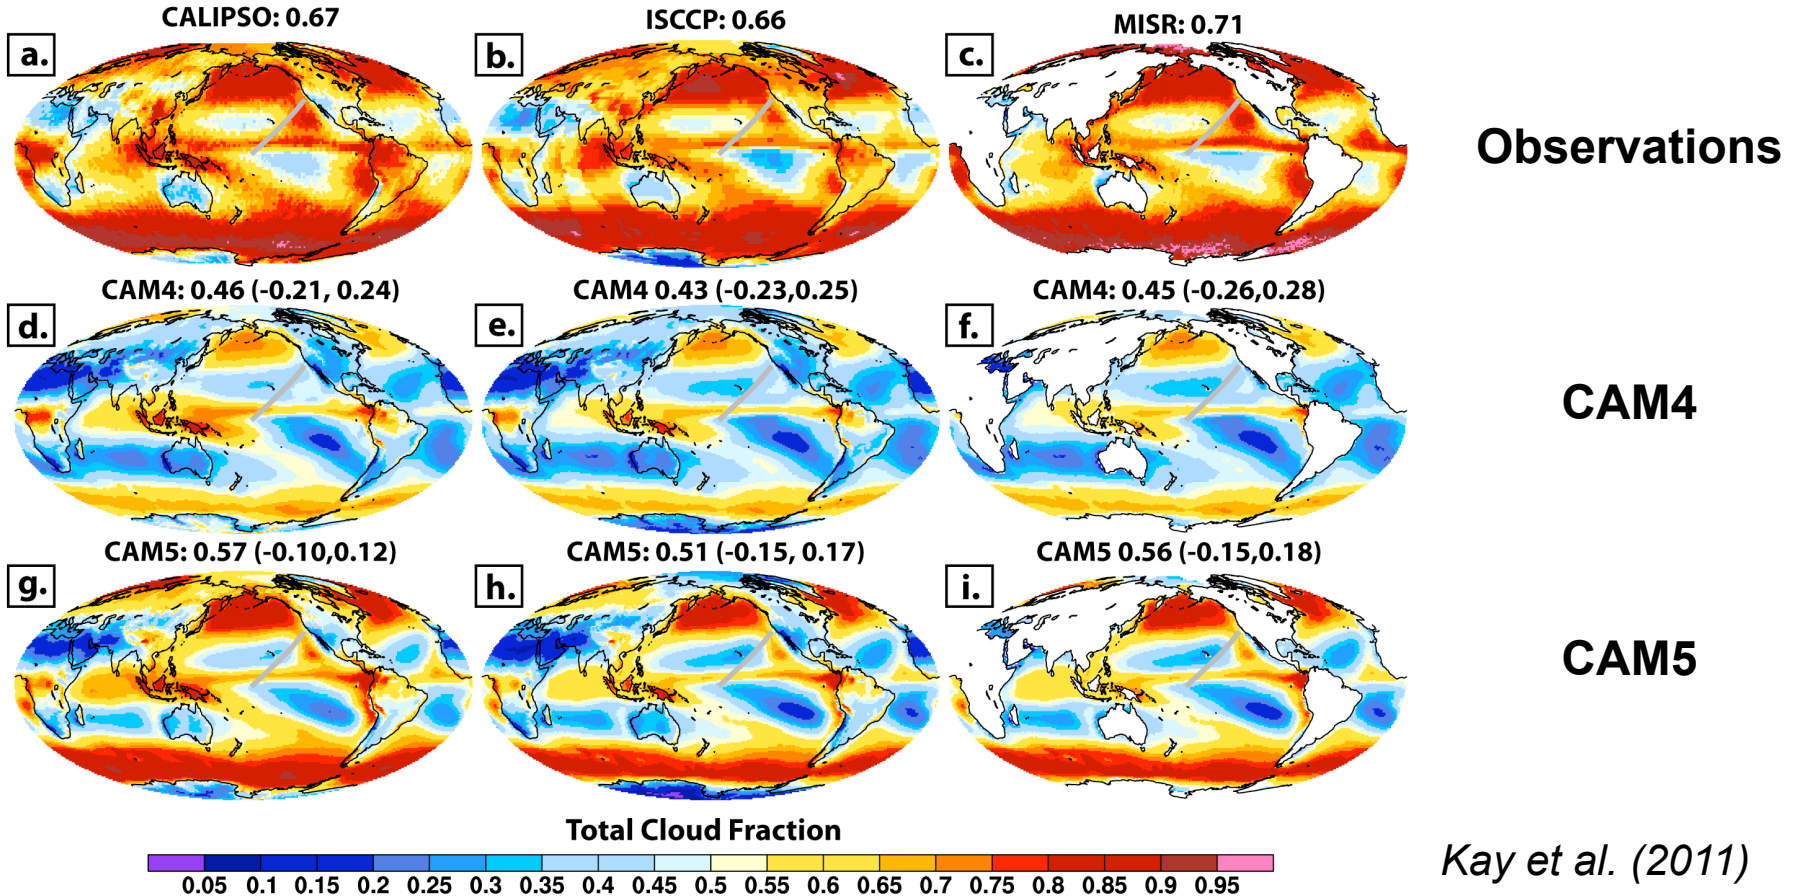 CALIPSO: 0.67
ISCCP: 0.66
MISR: 0.71
a.
b.
c.
Observations
CAM4: 0.46 (-0.21, 0.24)
CAM4 0.43 (-0.23,0.25)
CAM4: 0.45 (-0.26,0.28)
d.
e.
f.
CAM4
CAM5: 0.57 (-0.10,0.12)
CAM5: 0.51 (-0.15, 0.17)
CAM5 0.56 (-0.15,0.18)
g.
h.
i.
CAM5
Total Cloud Fraction
0.05 0.1 0.15 0.2 0.25 0.3 0.35 0.4 0.45 0.5 0.55 0.6 0.65 0.7 0.75 0.8 0.85 0.9 0.95
Kay et al. (2011)